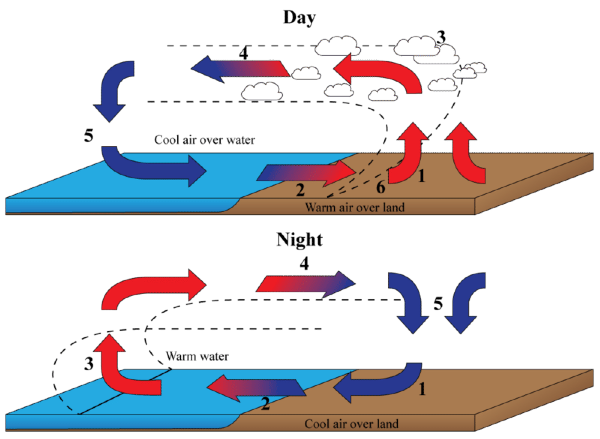 Day
3
4
5
Cool air over water
2
6
1
Warm air over land
Night
4
5
3
Warm water
2
1
Cool air over land